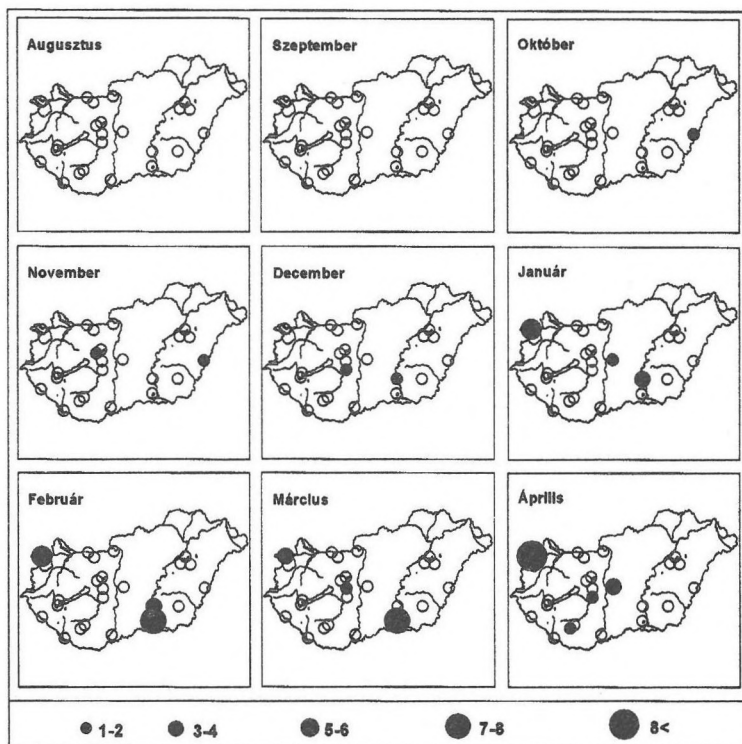 Augusztus Szeptember Október
November December Január
Február Március Április
1-2 3-4 5-6 7-8 8<